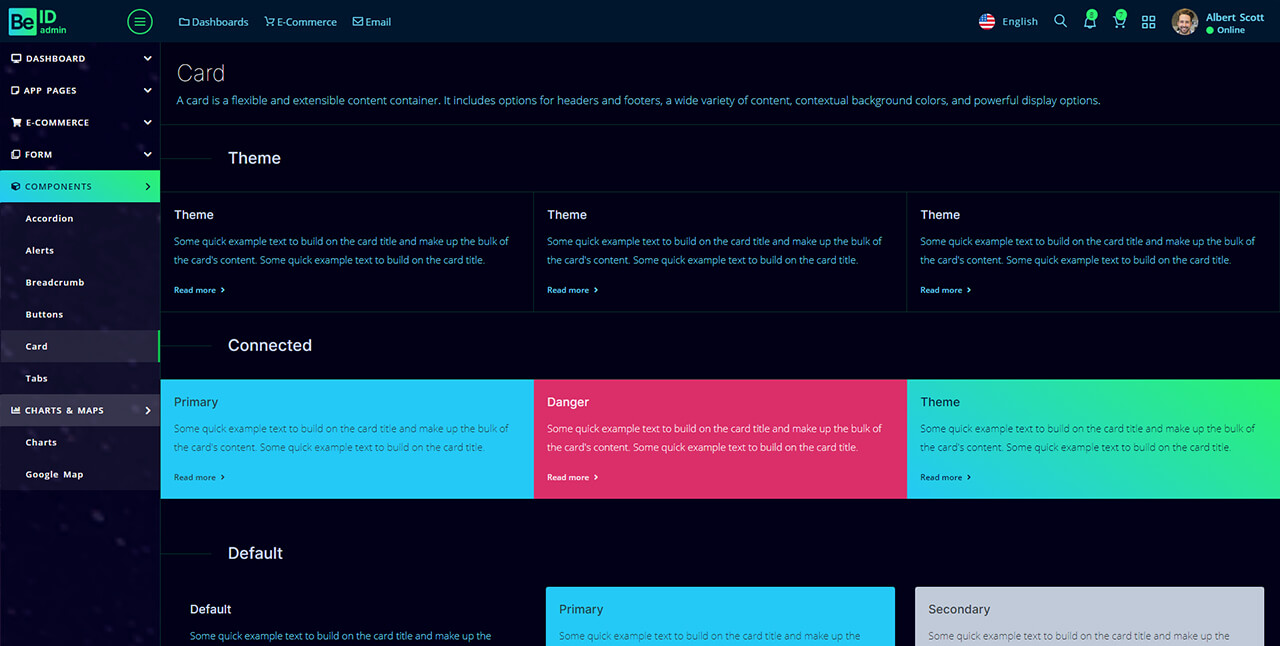 Be ID admin
Dashboards E-Commerce Email
English
Albert Scott
Online
DASHBOARD
APP PAGES
E-COMMERCE
FORM
COMPONENTS
Accordion
Alerts
Breadcrumb
Buttons
Card
Tabs
CHARTS & MAPS
Charts
Google Map
Card
A card is a flexible and extensible content container. It includes options for headers and footers, a wide variety of content, contextual background colors, and powerful display options.
Theme
Theme
Some quick example text to build on the card title and make up the bulk of
the card's content. Some quick example text to build on the card title.
Read more
Theme
Some quick example text to build on the card title and make up the bulk of
the card's content. Some quick example text to build on the card title.
Read more
Theme
Some quick example text to build on the card title and make up the bulk of
the card's content. Some quick example text to build on the card title.
Read more
Connected
Primary
Some quick example text to build on the card title and make up the bulk of
the card's content. Some quick example text to build on the card title.
Read more
Danger
Some quick example text to build on the card title and make up the bulk of
the card's content. Some quick example text to build on the card title.
Read more
Theme
Some quick example text to build on the card title and make up the bulk of
the card's content. Some quick example text to build on the card title.
Read more
Default
Default
Some quick example text to build on the card title and make up the
Primary
Some quick example text to build on the card title and make up the
Secondary
Some quick example text to build on the card title and make up the